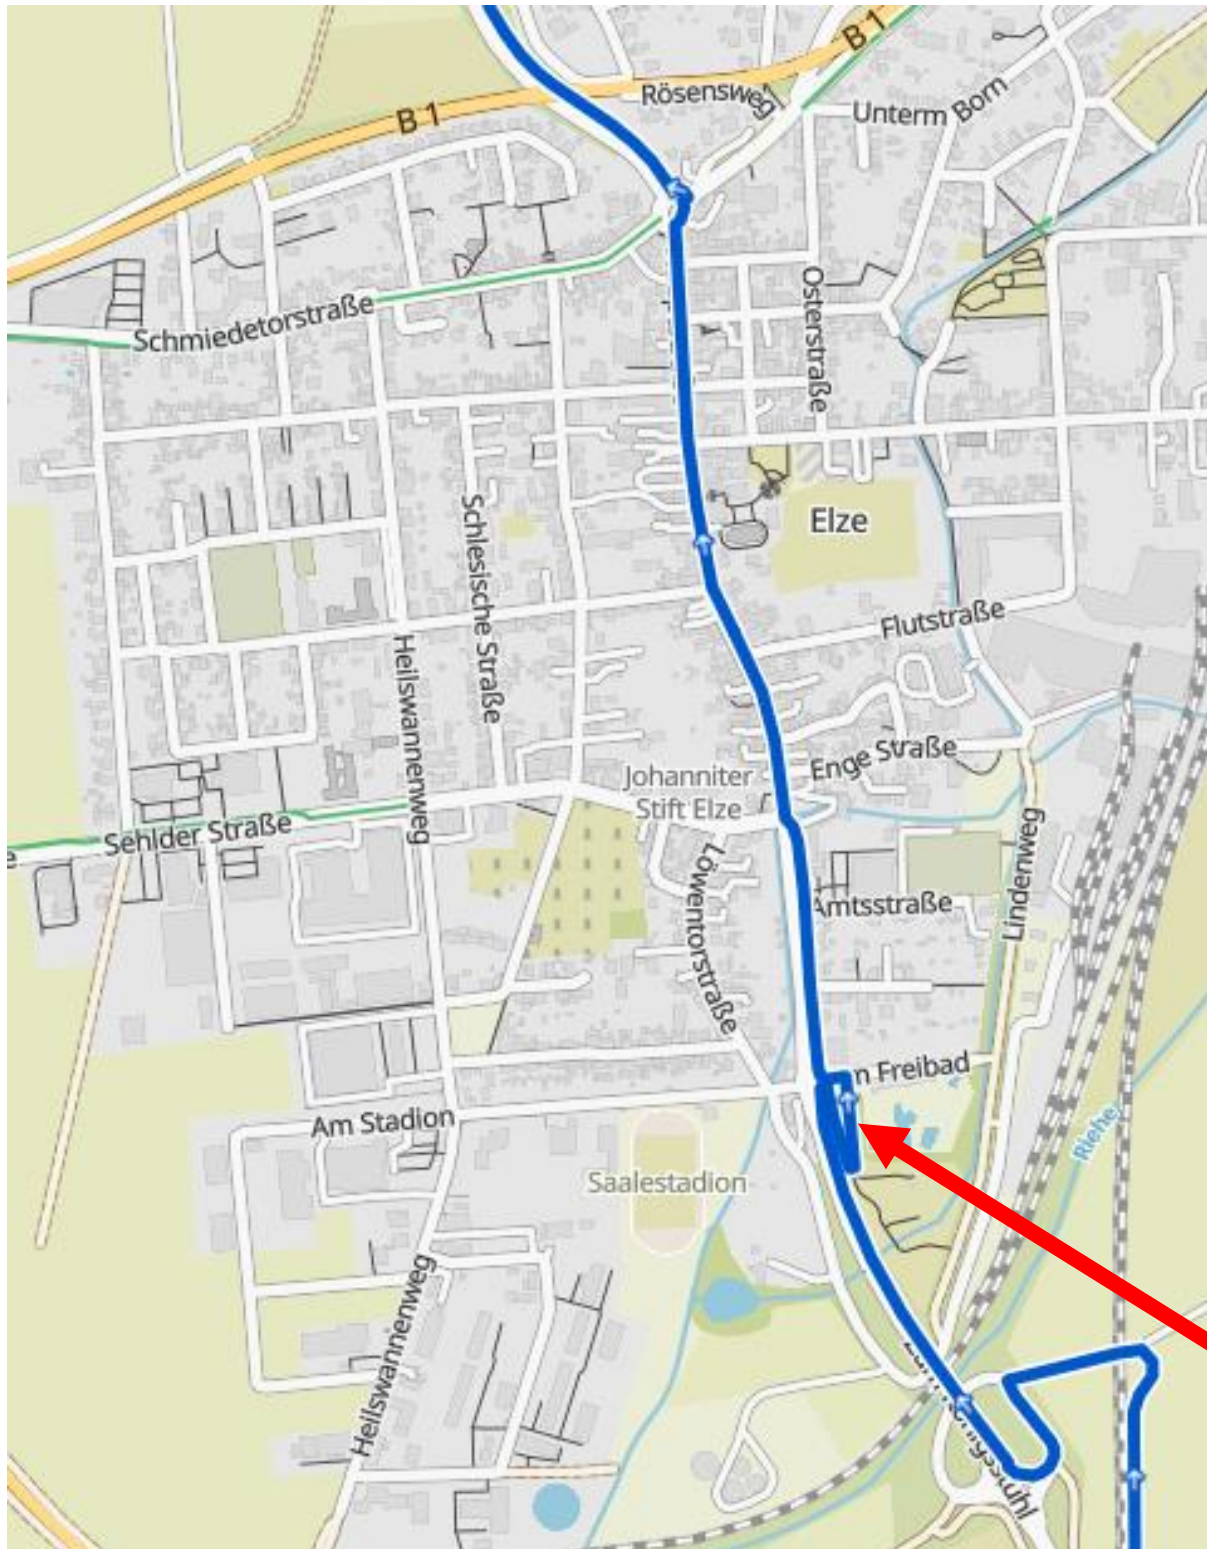 B 1
Rösensweg
Unterm Born
B 1
Schmiedetorstraße
Osterstraße
Elze
Schlesische Straße
Flutstraße
Heilswannenweg
Enge Straße
Johanniter
Stift Elze
Sehlder Straße
e
Löwentorstraße
Amtsstraße
Lindenweg
n Freibad
Am Stadion
Saalestadion
Riehe
Heilswannenweg